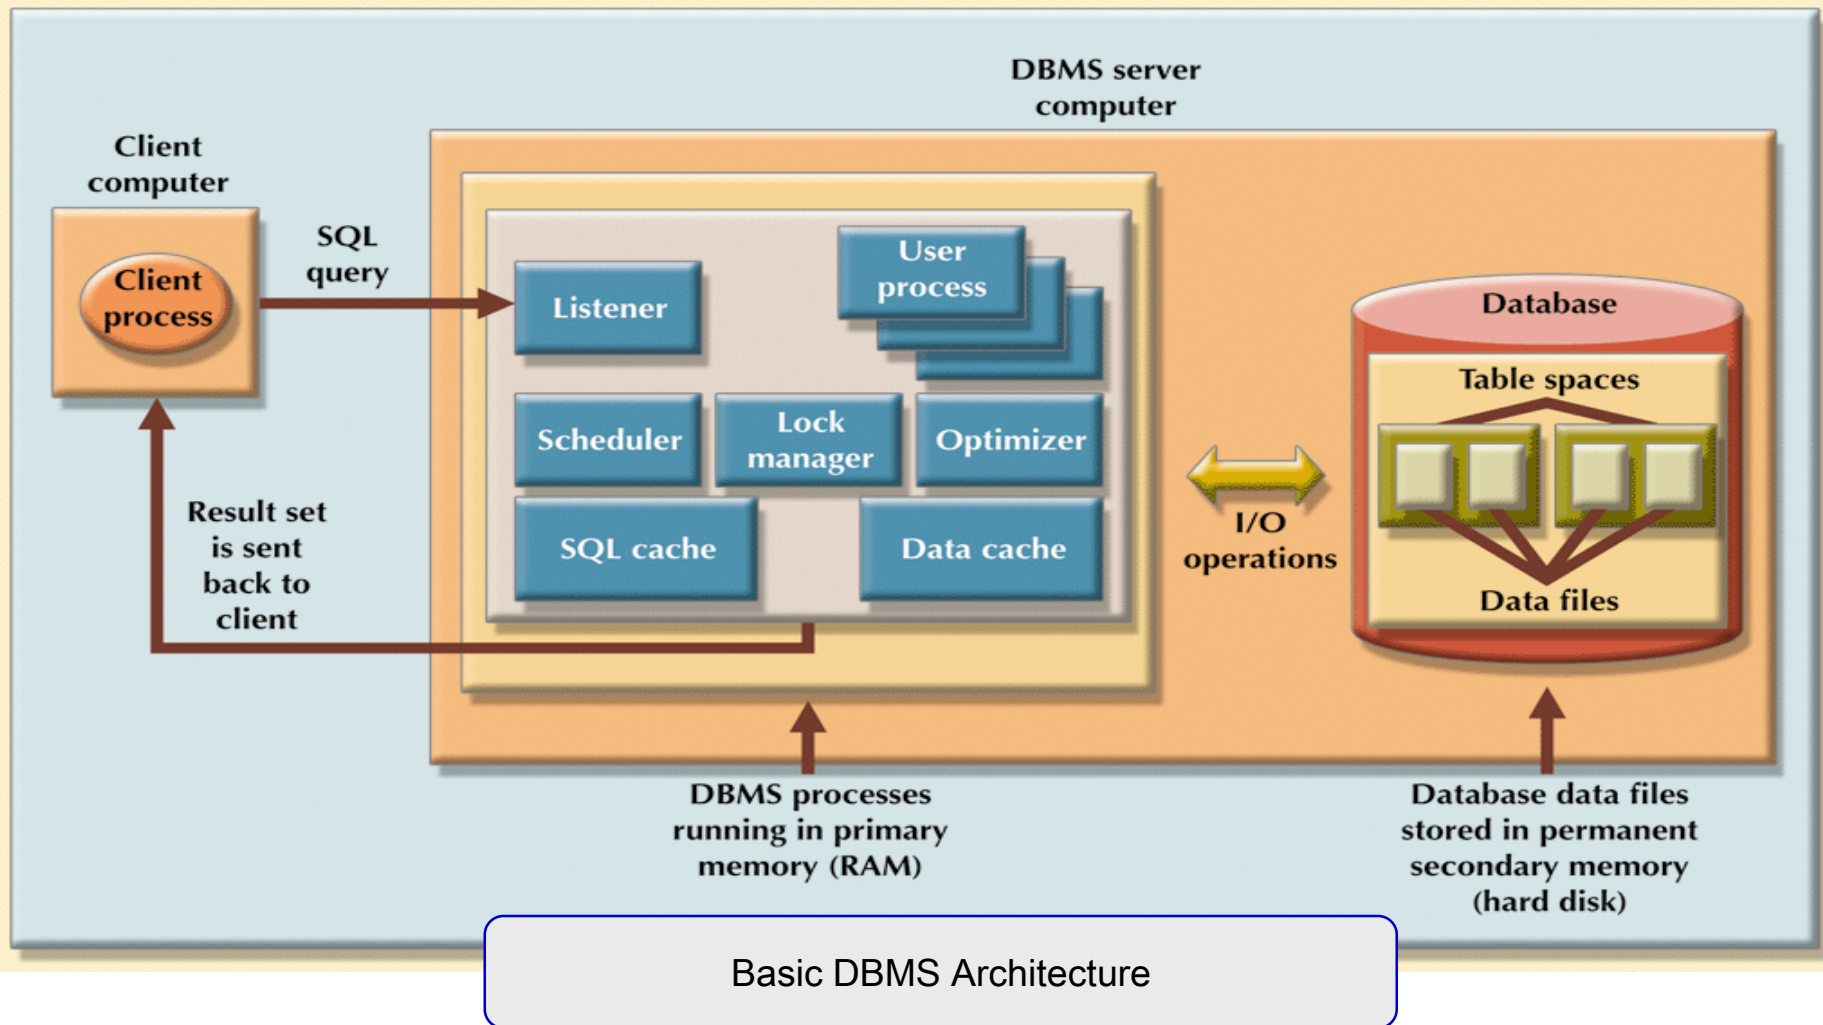 DBMS server
computer
Client
computer
SQL
query
Client
process
Listener
User
process
Scheduler
Lock
manager
Optimizer
SQL cache
Data cache
I/O
operations
Database
Table spaces
Data files
Result set
is sent
back to
client
DBMS processes
running in primary
memory (RAM)
Database data files
stored in permanent
secondary memory
(hard disk)
Basic DBMS Architecture